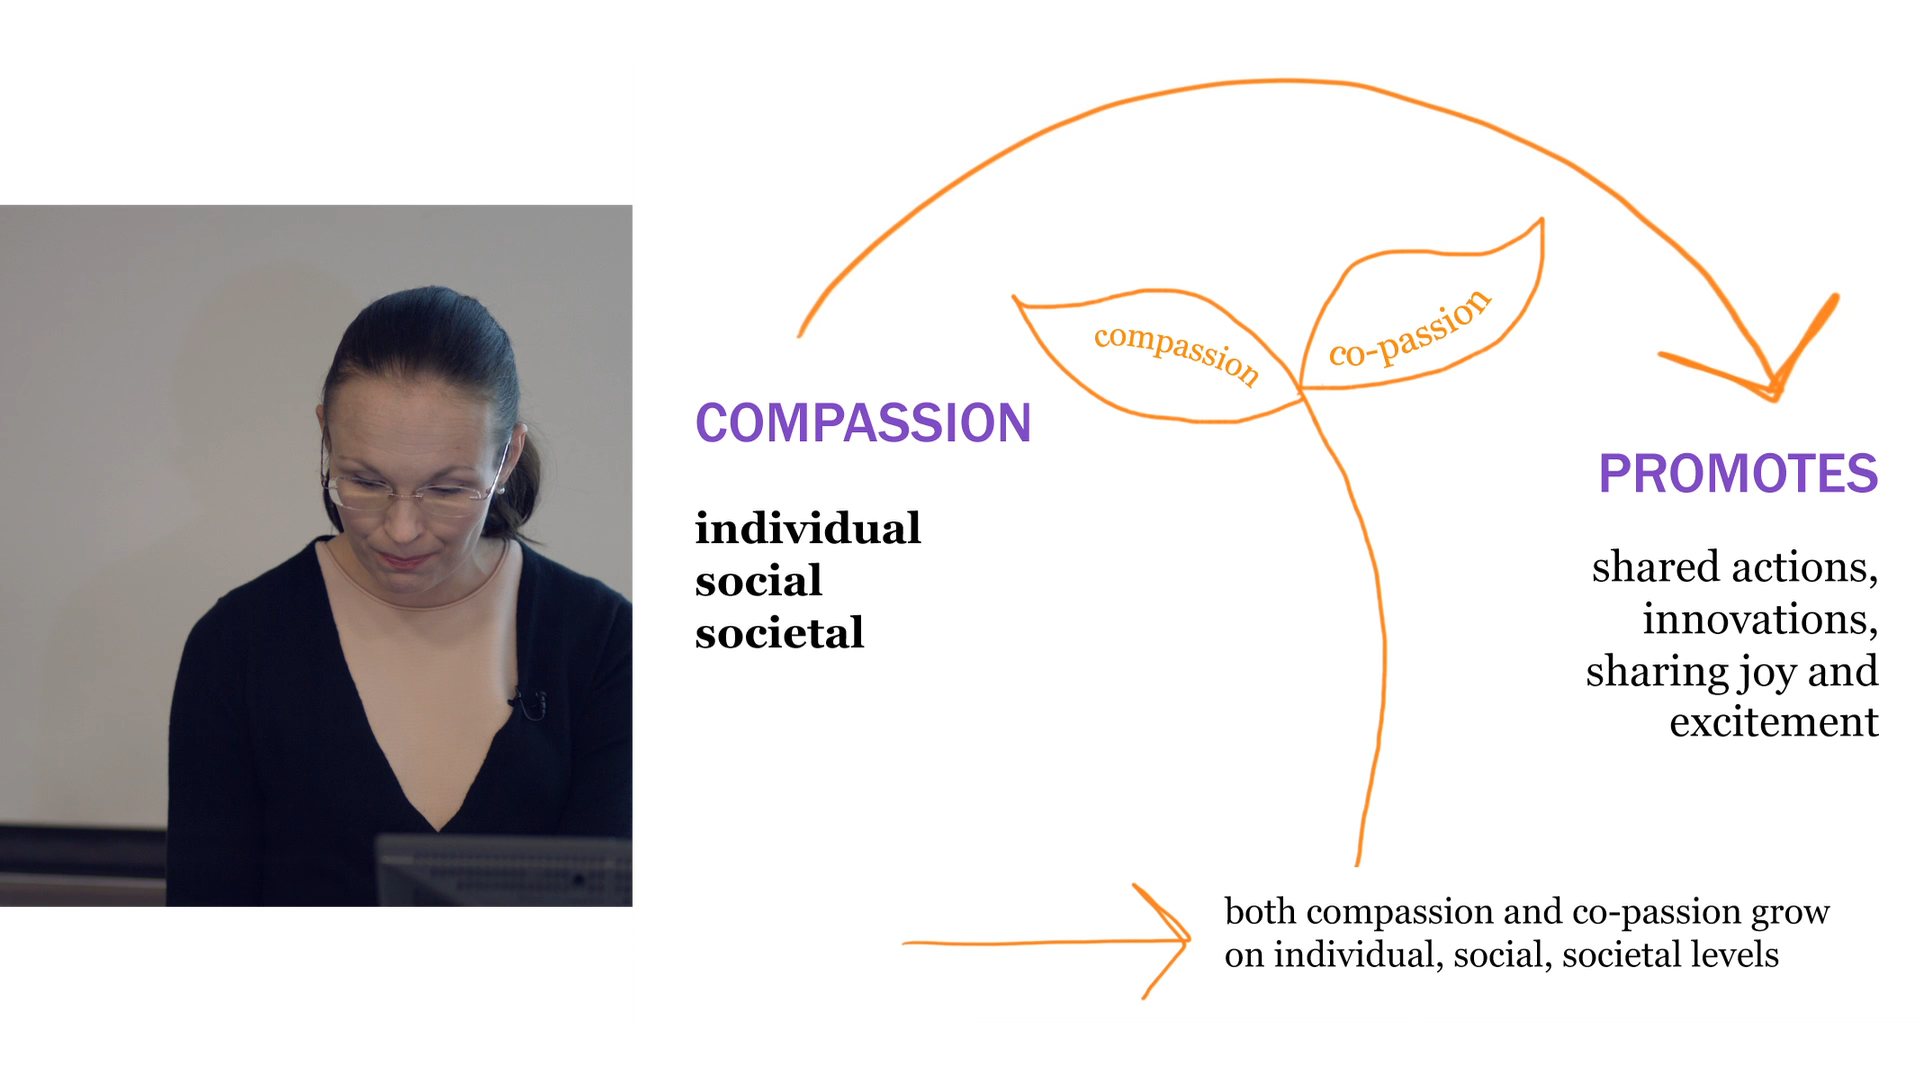 compassion
co-passion
COMPASSION
individual
social
societal
PROMOTES
shared actions,
innovations,
sharing joy and
excitement
both compassion and co-passion grow
on individual, social, societal levels